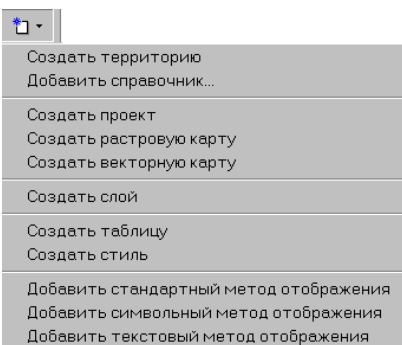 Создать территорию
Добавить справочник...
Создать проект
Создать растровую карту
Создать векторную карту
Создать слой
Создать таблицу
Создать стиль
Добавить стандартный метод отображения
Добавить символьный метод отображения
Добавить текстовый метод отображения